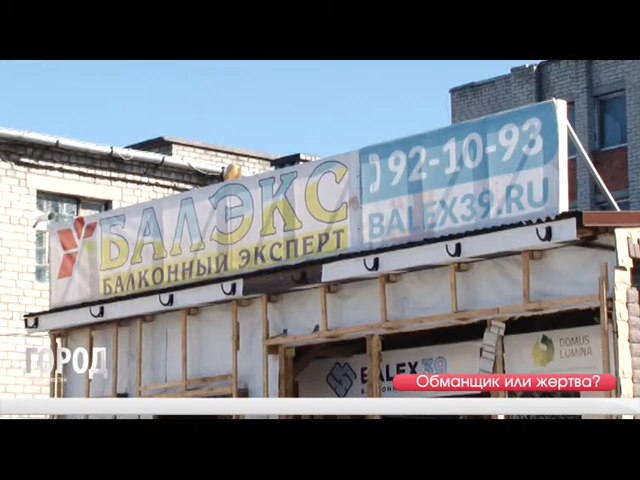 БАЛЭКС
БАЛКОННЫЙ ЭКСПЕРТ
92-10-93
BALEX39.RU
ГОРОД
BALEX39
DOMUS
LUMINA
Обманщик или жертва?